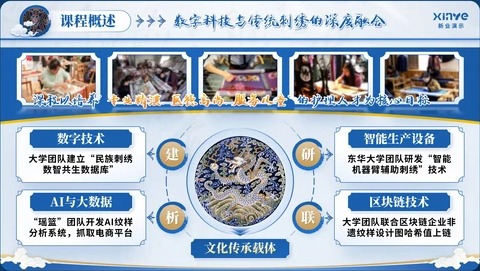 课程概述
数字科技与传统刺绣的深度融合
xinye
新业演示
深教以培养 专业精湛 医德高尚 服务人堂 的护理人才为核心目标
数字技术
大学团队建立“民族刺绣
数智共生数据库”
建
研
智能生产设备
东华大学团队研发“智能
机器臂辅助刺绣”技术
AI与大数据
“瑶篮”团队开发AI纹样
分析系统，抓取电商平台
析
联
区块链技术
大学团队联合区块链企业非
遗纹样设计图哈希值上链
文化传承载体